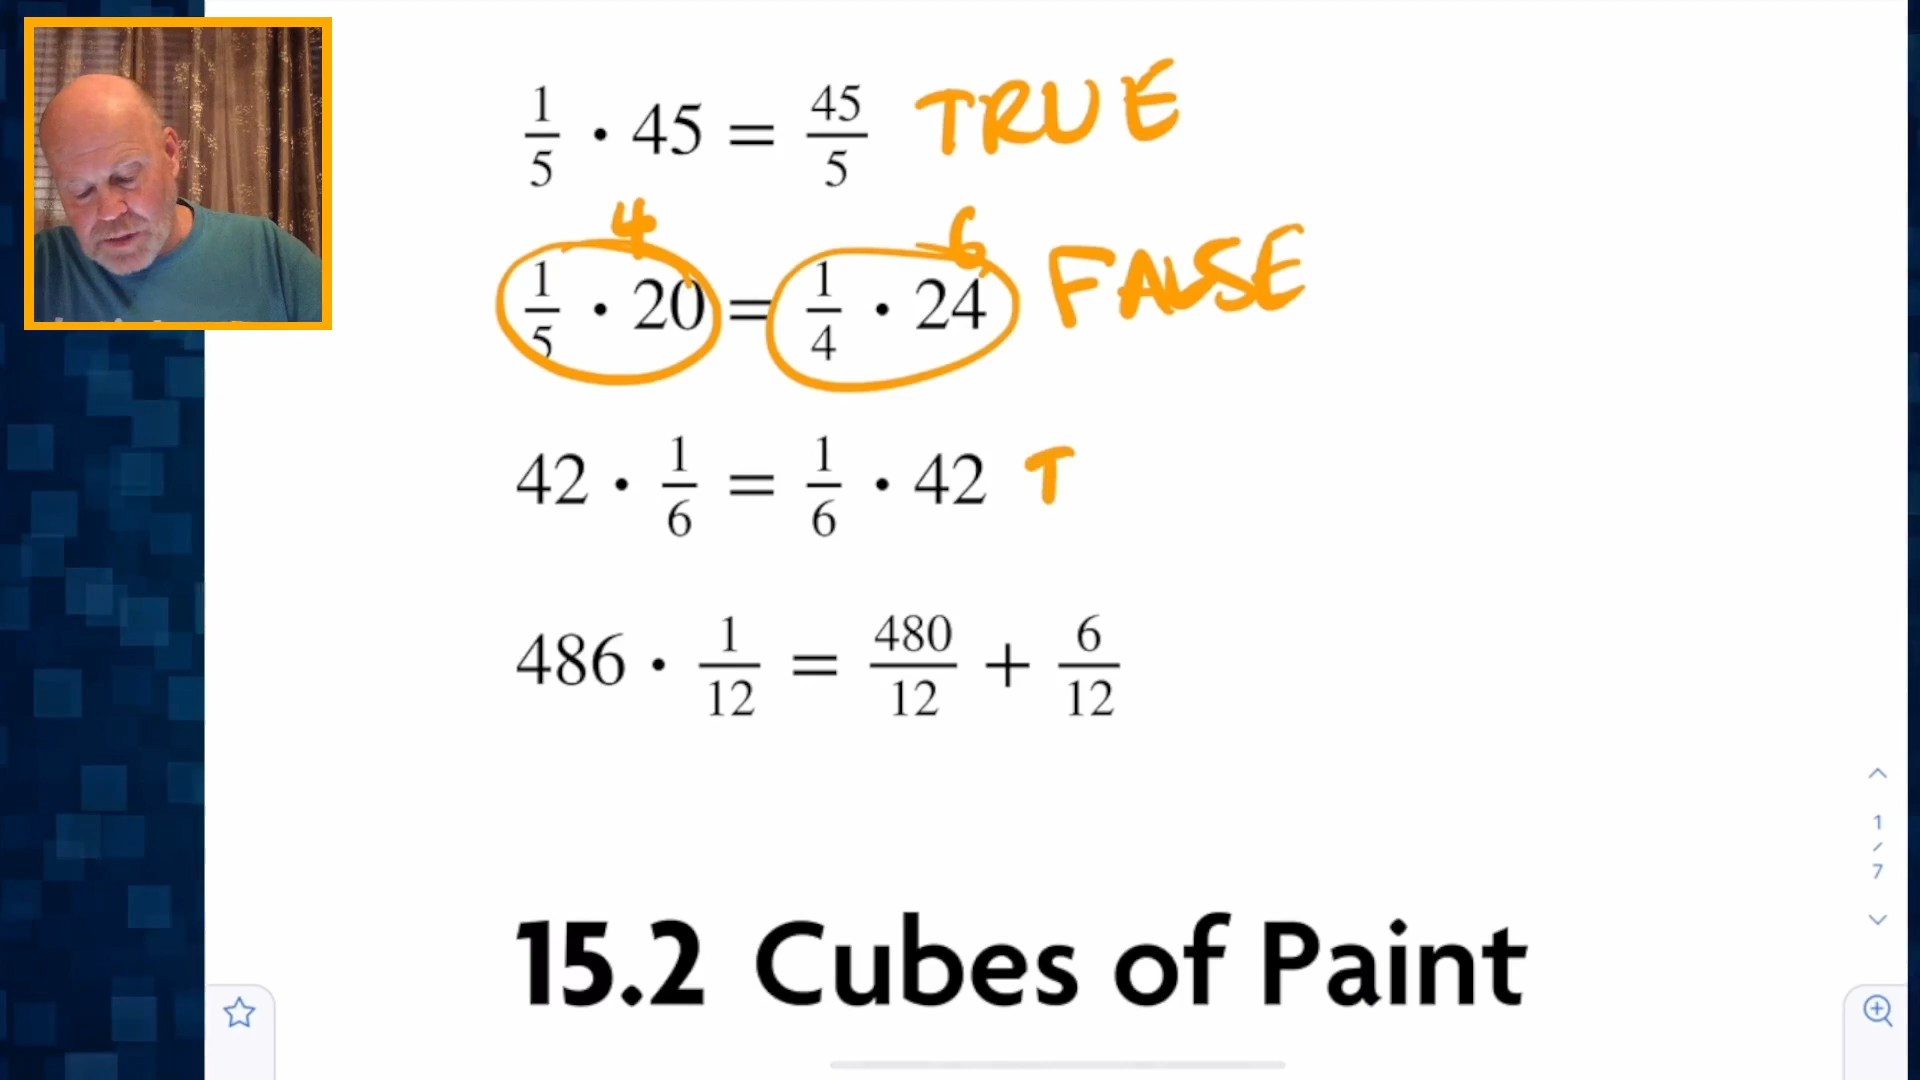 1/5 · 45 = 45/5 TRUE
4 6
1/5 · 20 = 1/4 · 24 FALSE
42 · 1/6 = 1/6 · 42 T
486 · 1/12 = 480/12 + 6/12
1
/
7
15.2 Cubes of Paint